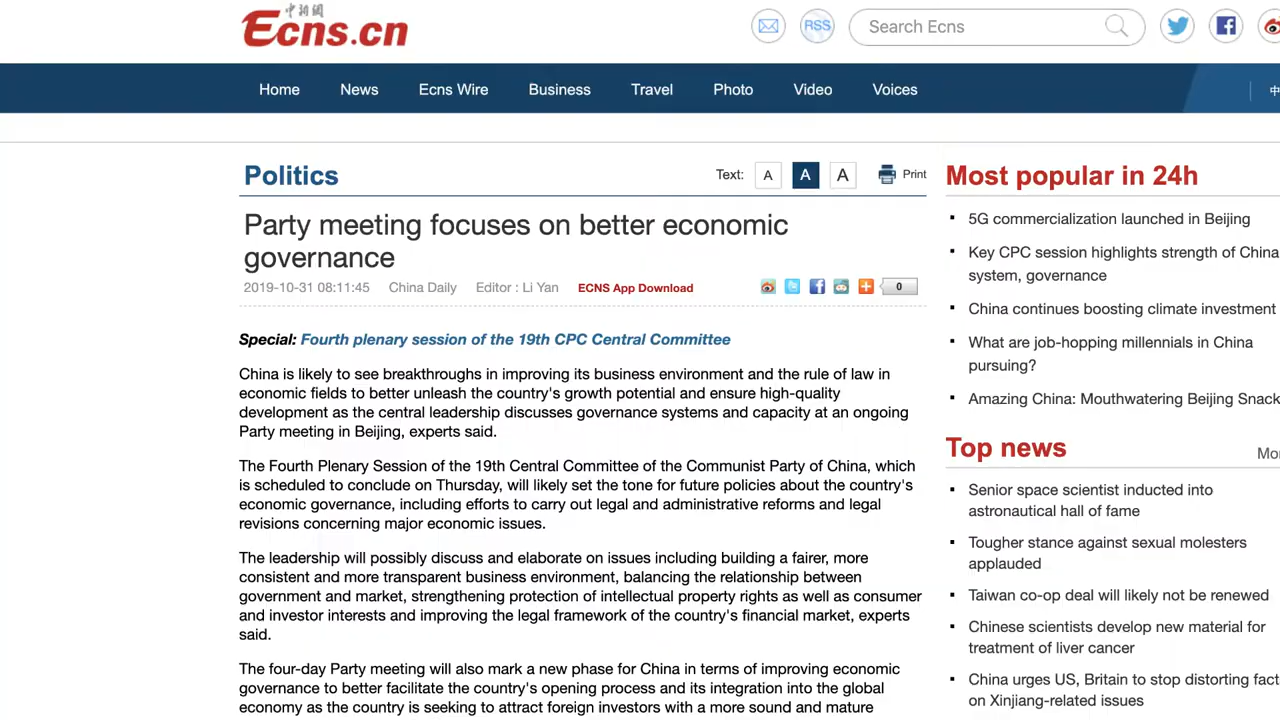 中新網
Ecns.cn
RSS
Search Ecns
Home News Ecns Wire Business Travel Photo Video Voices
中
Politics
Text: A A A Print
Party meeting focuses on better economic
governance
2019-10-31 08:11:45 China Daily Editor : Li Yan ECNS App Download
0
Special: Fourth plenary session of the 19th CPC Central Committee
China is likely to see breakthroughs in improving its business environment and the rule of law in
economic fields to better unleash the country's growth potential and ensure high-quality
development as the central leadership discusses governance systems and capacity at an ongoing
Party meeting in Beijing, experts said.
The Fourth Plenary Session of the 19th Central Committee of the Communist Party of China, which
is scheduled to conclude on Thursday, will likely set the tone for future policies about the country's
economic governance, including efforts to carry out legal and administrative reforms and legal
revisions concerning major economic issues.
The leadership will possibly discuss and elaborate on issues including building a fairer, more
consistent and more transparent business environment, balancing the relationship between
government and market, strengthening protection of intellectual property rights as well as consumer
and investor interests and improving the legal framework of the country's financial market, experts
said.
The four-day Party meeting will also mark a new phase for China in terms of improving economic
governance to better facilitate the country's opening process and its integration into the global
economy as the country is seeking to attract foreign investors with a more sound and mature
Most popular in 24h
5G commercialization launched in Beijing
Key CPC session highlights strength of China
system, governance
China continues boosting climate investment
What are job-hopping millennials in China
pursuing?
Amazing China: Mouthwatering Beijing Snack
Top news
Mo
Senior space scientist inducted into
astronautical hall of fame
Tougher stance against sexual molesters
applauded
Taiwan co-op deal will likely not be renewed
Chinese scientists develop new material for
treatment of liver cancer
China urges US, Britain to stop distorting fact
on Xinjiang-related issues